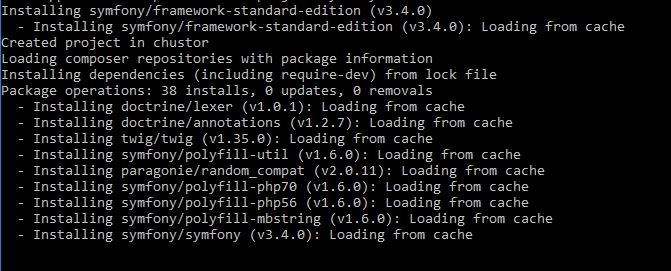 Installing symfony/framework-standard-edition (v3.4.0)
  - Installing symfony/framework-standard-edition (v3.4.0): Loading from cache
Created project in chustor
Loading composer repositories with package information
Installing dependencies (including require-dev) from lock file
Package operations: 38 installs, 0 updates, 0 removals
  - Installing doctrine/lexer (v1.0.1): Loading from cache
  - Installing doctrine/annotations (v1.2.7): Loading from cache
  - Installing twig/twig (v1.35.0): Loading from cache
  - Installing symfony/polyfill-util (v1.6.0): Loading from cache
  - Installing paragonie/random_compat (v2.0.11): Loading from cache
  - Installing symfony/polyfill-php70 (v1.6.0): Loading from cache
  - Installing symfony/polyfill-php56 (v1.6.0): Loading from cache
  - Installing symfony/polyfill-mbstring (v1.6.0): Loading from cache
  - Installing symfony/symfony (v3.4.0): Loading from cache